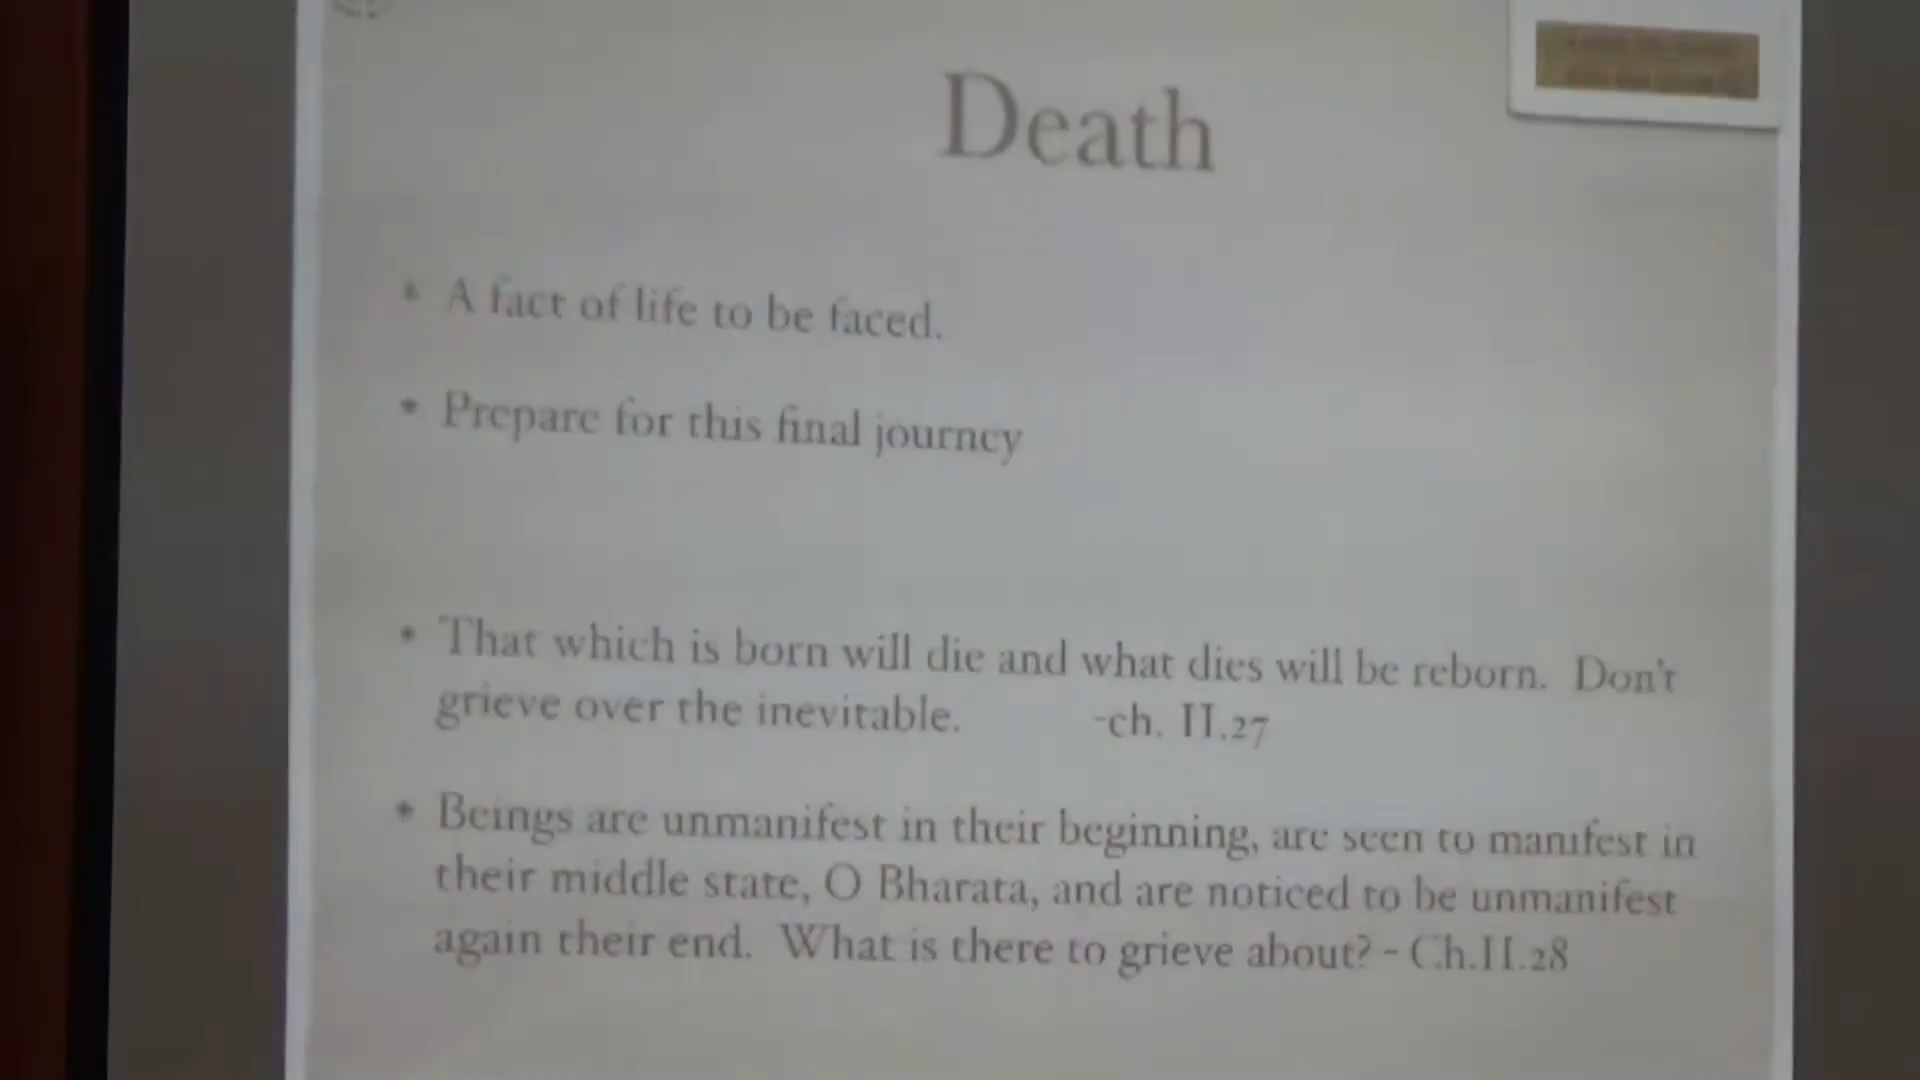 Death
A fact of life to be faced.
Prepare for this final journey
That which is born will die and what dies will be reborn. Don't
grieve over the inevitable. -ch. II.27
Beings are unmanifest in their beginning, are seen to manifest in
their middle state, O Bharata, and are noticed to be unmanifest
again their end. What is there to grieve about? - Ch.II.28